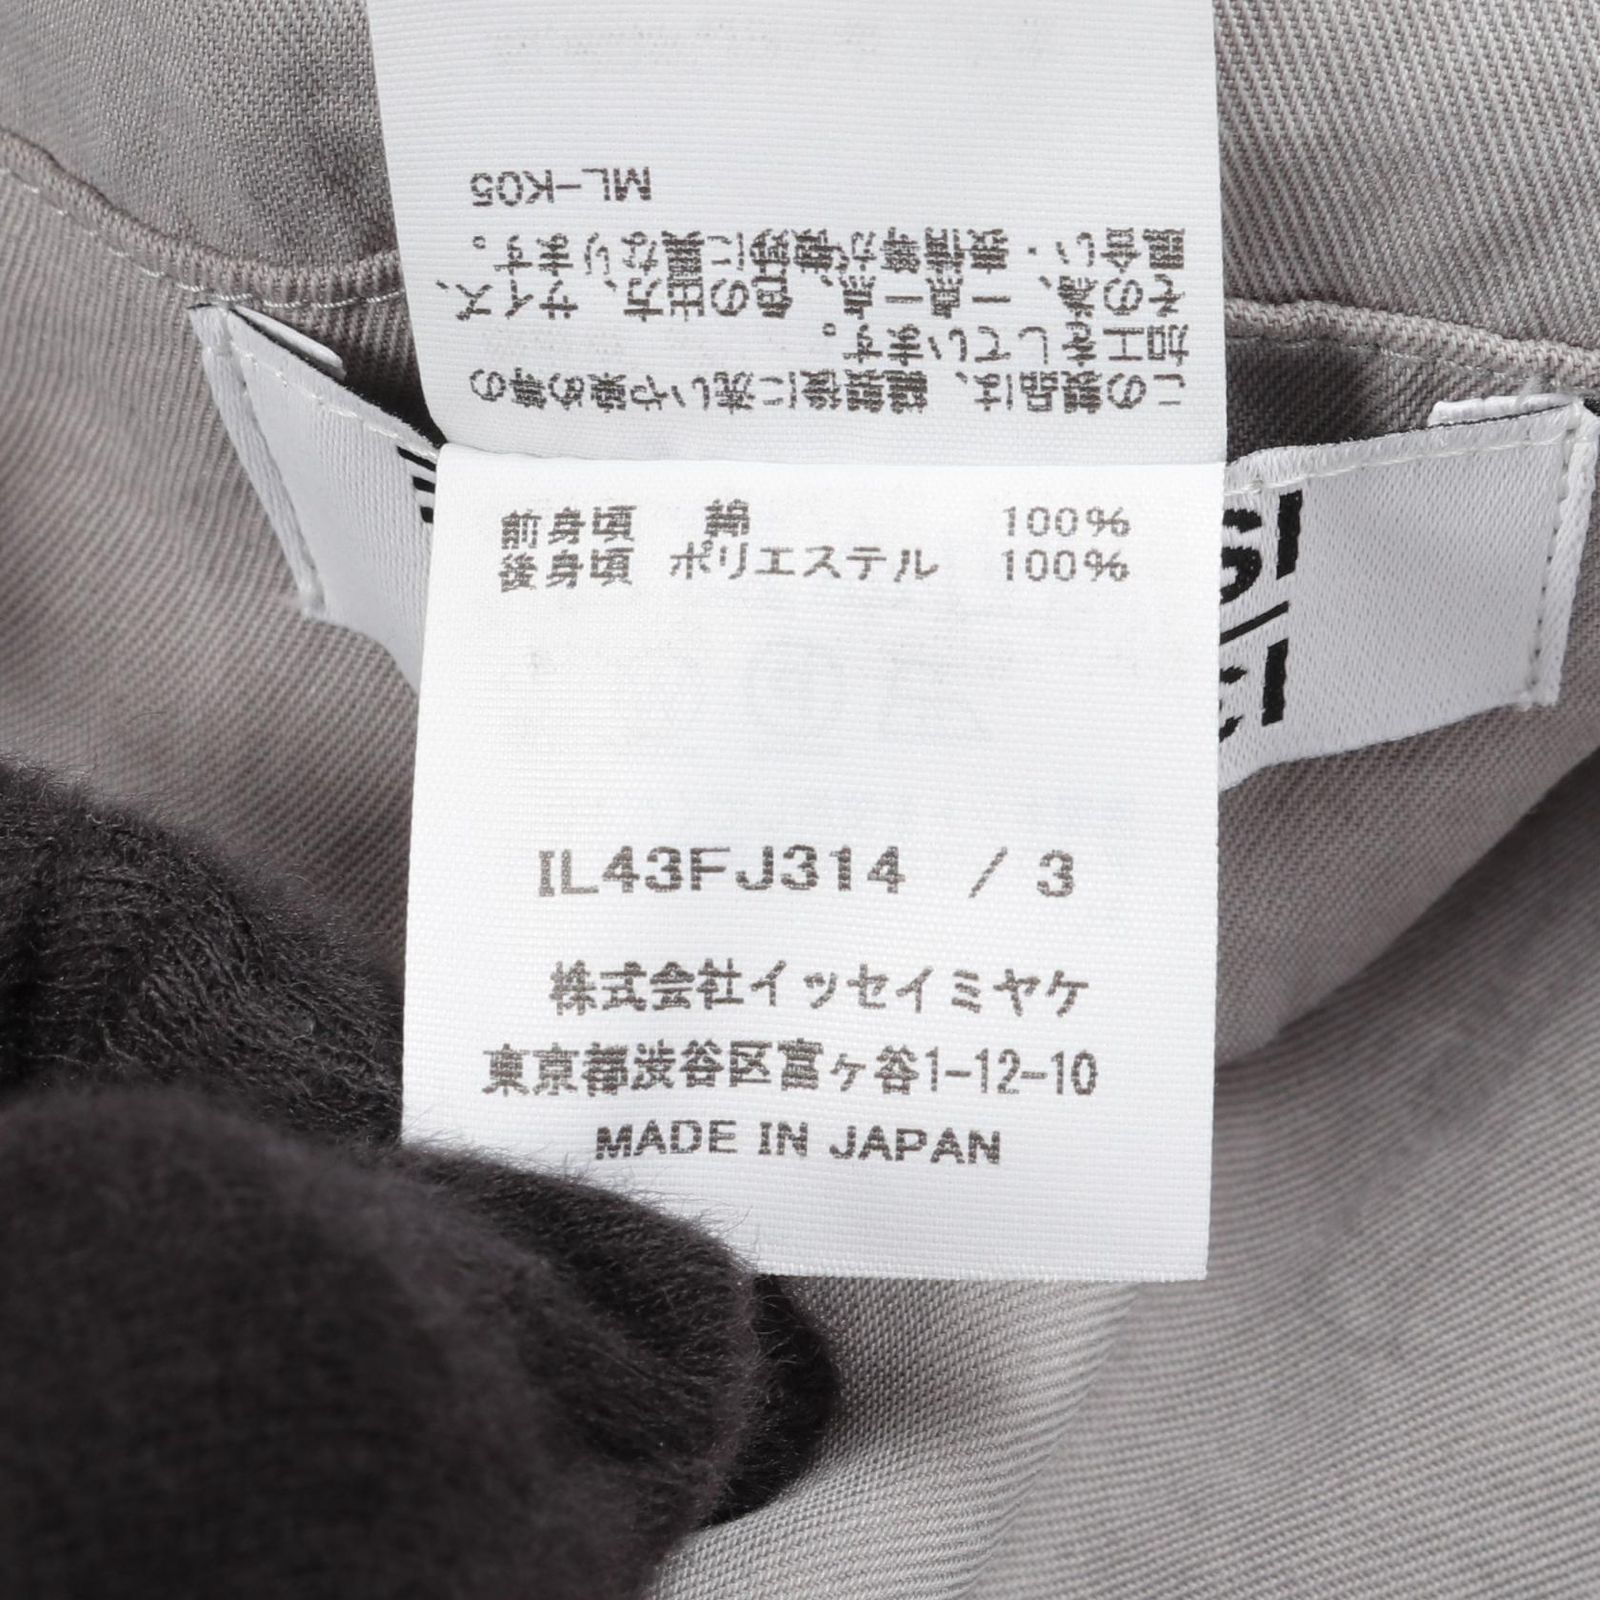 ML-K05
この製品は、縫製後に洗いや染め等の
加工をしています。
その為、一点一点、色の出方、サイズ、
風合い・表情等が微妙に異なります。
前身頃 綿 100%
後身頃 ポリエステル 100%
IL43FJ314 / 3
株式会社イッセイミヤケ
東京都渋谷区富ヶ谷1-12-10
MADE IN JAPAN